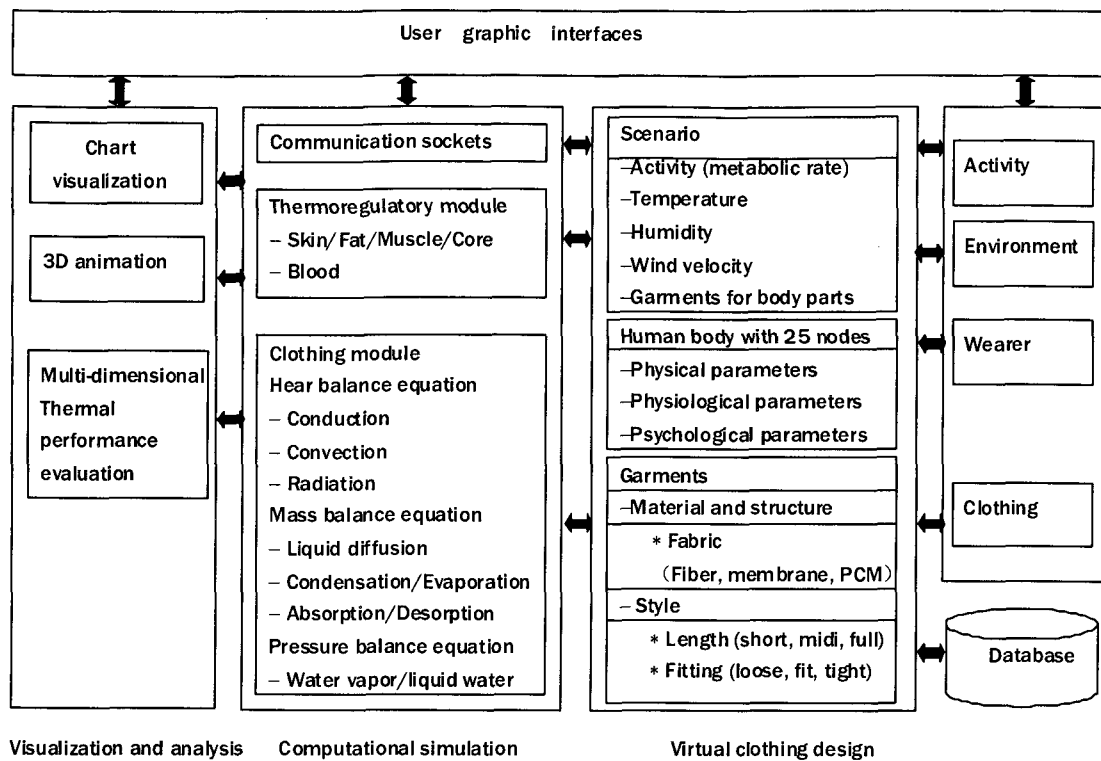 User graphic interfaces
Chart
visualization
3D animation
Multi-dimensional
Thermal
performance
evaluation
Communication sockets
Thermoregulatory module
– Skin/Fat/Muscle/Core
– Blood
Clothing module
Hear balance equation
– Conduction
– Convection
– Radiation
Mass balance equation
– Liquid diffusion
– Condensation/Evaporation
– Absorption/Desorption
Pressure balance equation
– Water vapor/liquid water
Scenario
–Activity (metabolic rate)
–Temperature
–Humidity
–Wind velocity
–Garments for body parts
Human body with 25 nodes
–Physical parameters
–Physiological parameters
–Psychological parameters
Garments
–Material and structure
* Fabric
(Fiber, membrane, PCM)
– Style
* Length (short, midi, full)
* Fitting (loose, fit, tight)
Activity
Environment
Wearer
Clothing
Database
Visualization and analysis
Computational simulation
Virtual clothing design